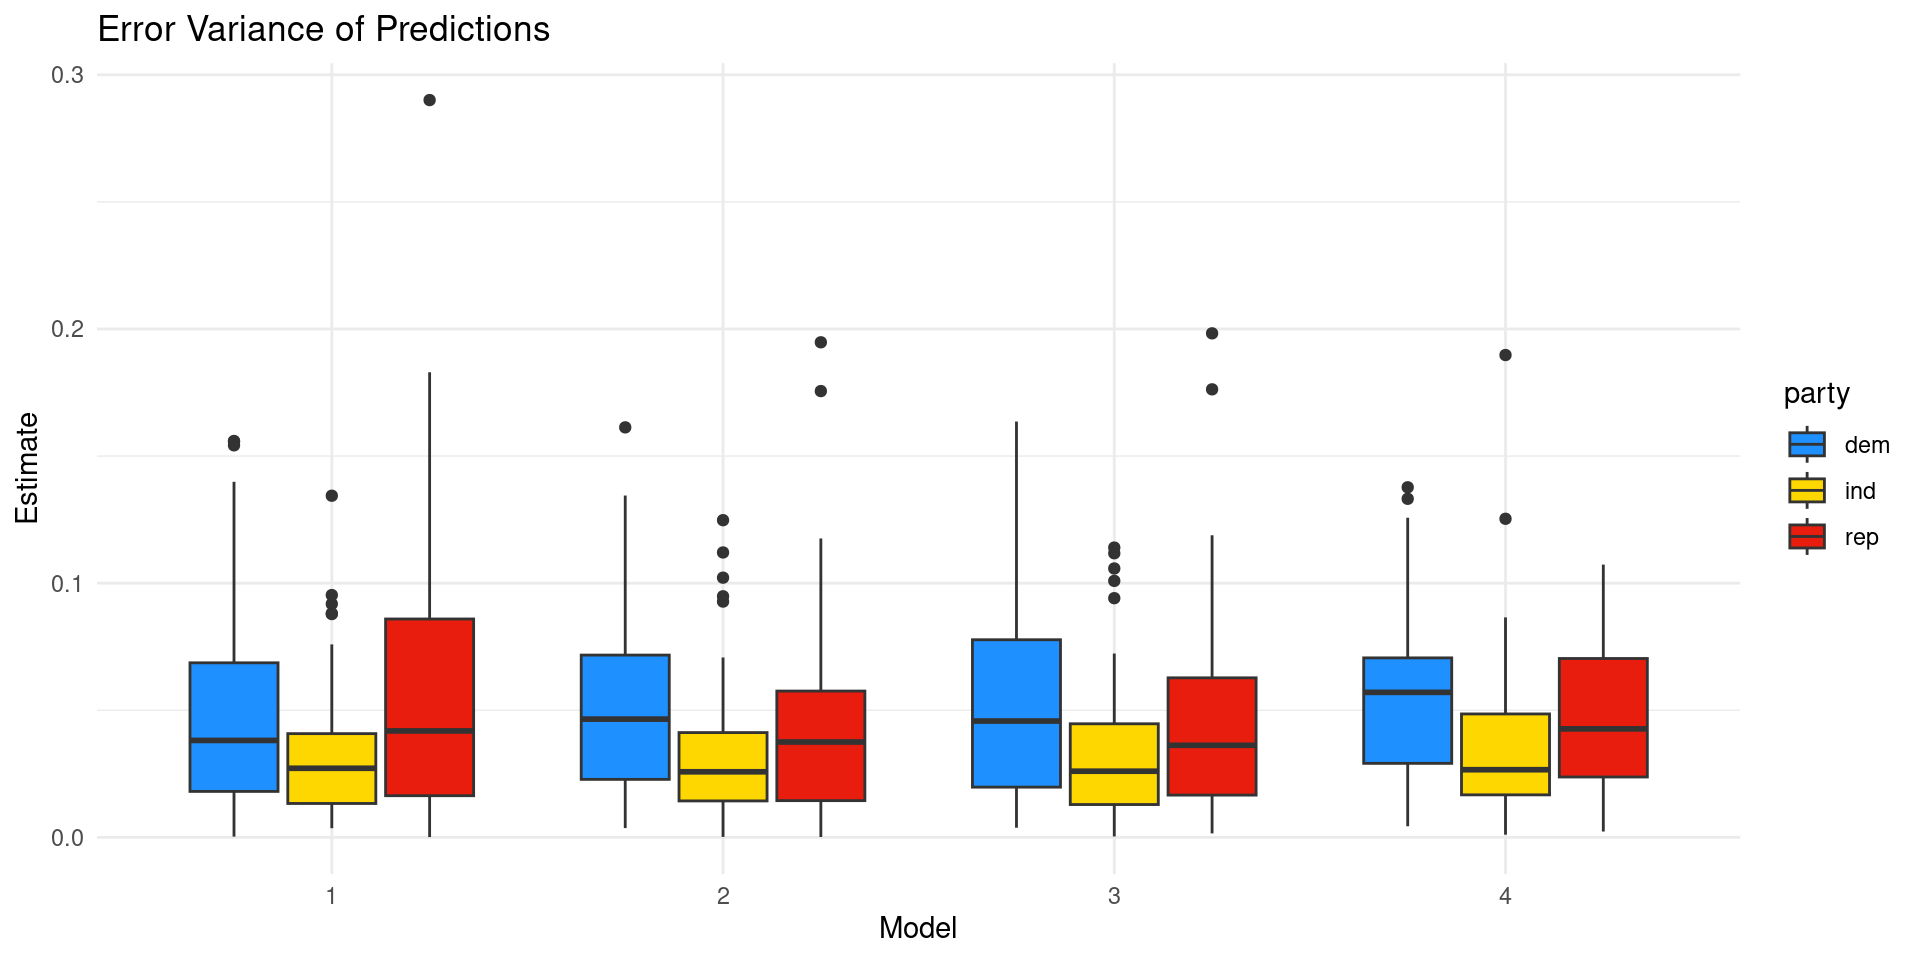 Error Variance of Predictions
0.3
0.2
0.1
0.0
Estimate
1 2 3 4
Model
party
dem
ind
rep